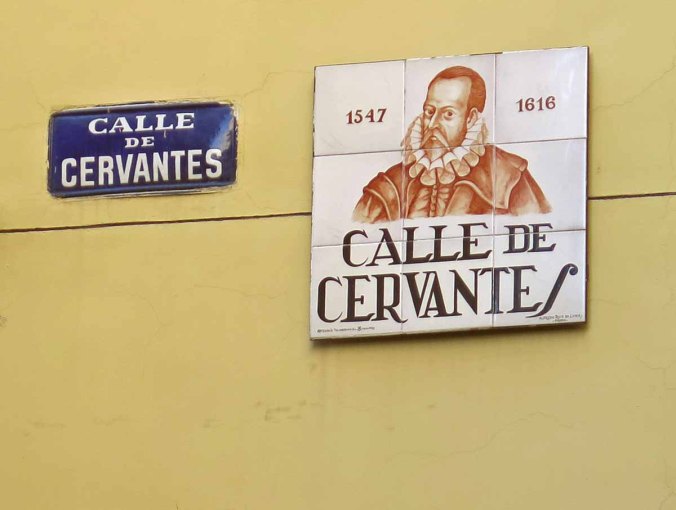 CALLE
DE
CERVANTES
1547
1616
CALLE DE
CERVANTES